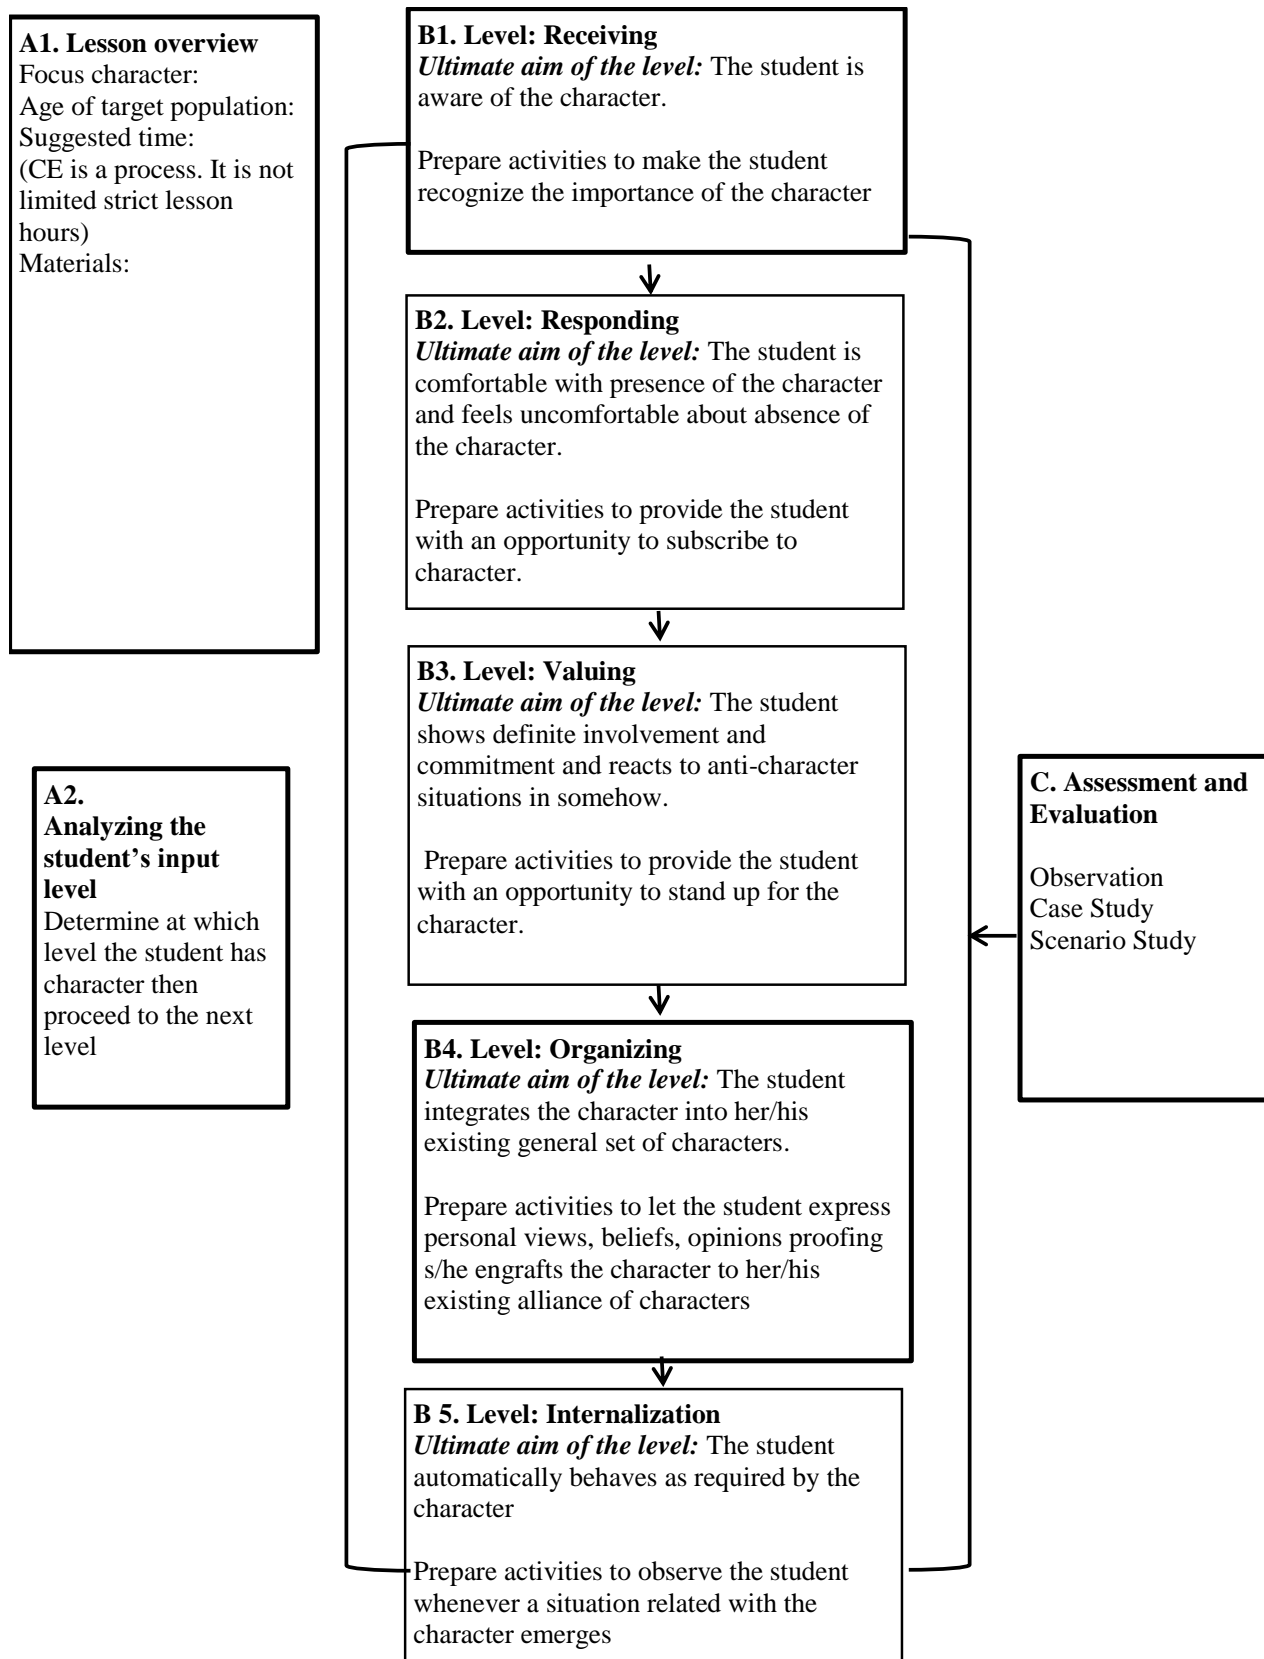 A1. Lesson overview
Focus character:
Age of target population:
Suggested time:
(CE is a process. It is not
limited strict lesson
hours)
Materials:
B1. Level: Receiving
Ultimate aim of the level: The student is
aware of the character.
Prepare activities to make the student
recognize the importance of the character
B2. Level: Responding
Ultimate aim of the level: The student is
comfortable with presence of the character
and feels uncomfortable about absence of
the character.
Prepare activities to provide the student
with an opportunity to subscribe to
character.
B3. Level: Valuing
Ultimate aim of the level: The student
shows definite involvement and
commitment and reacts to anti-character
situations in somehow.
Prepare activities to provide the student
with an opportunity to stand up for the
character.
A2.
Analyzing the
student’s input
level
Determine at which
level the student has
character then
proceed to the next
level
C. Assessment and
Evaluation
Observation
Case Study
Scenario Study
B4. Level: Organizing
Ultimate aim of the level: The student
integrates the character into her/his
existing general set of characters.
Prepare activities to let the student express
personal views, beliefs, opinions proofing
s/he engrafts the character to her/his
existing alliance of characters
B 5. Level: Internalization
Ultimate aim of the level: The student
automatically behaves as required by the
character
Prepare activities to observe the student
whenever a situation related with the
character emerges